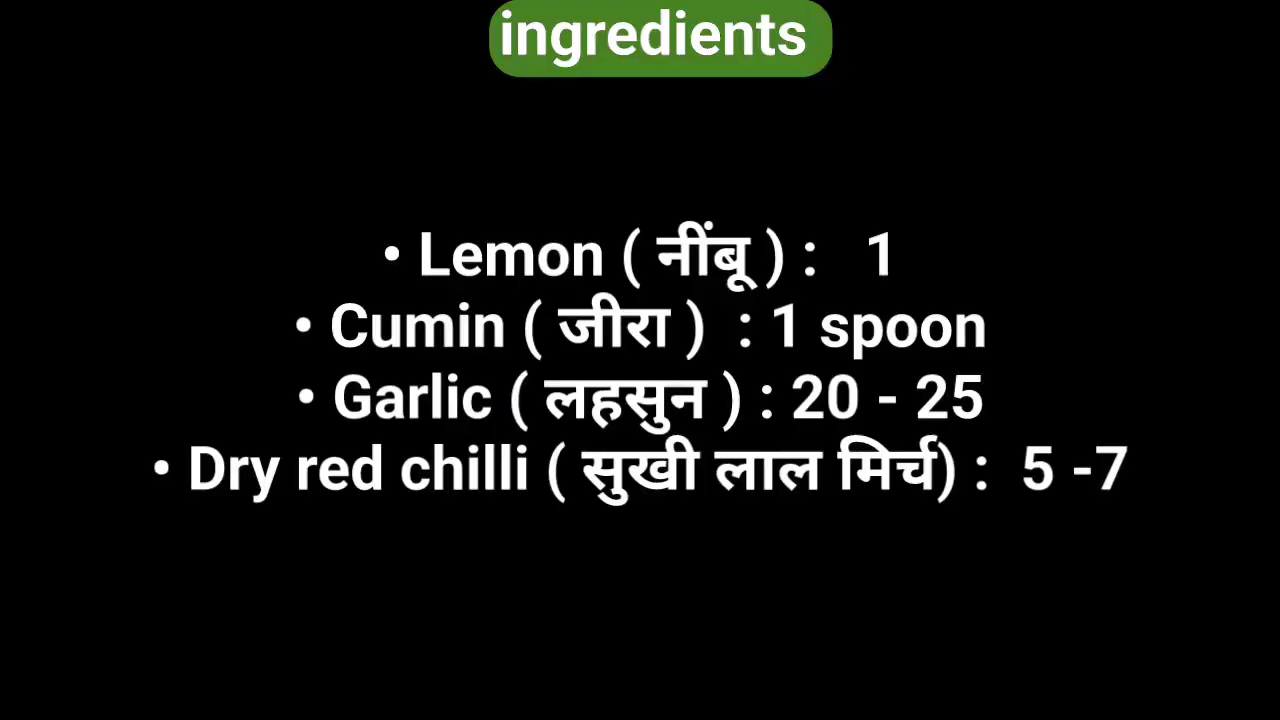 ingredients
• Lemon ( नींबू ) : 1
• Cumin ( जीरा ) : 1 spoon
• Garlic ( लहसुन ) : 20 - 25
• Dry red chilli ( सुखी लाल मिर्च) : 5 -7